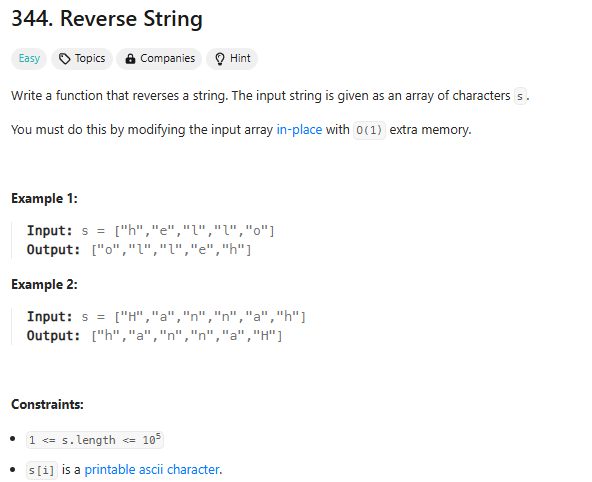 344. Reverse String
Easy Topics Companies Hint
Write a function that reverses a string. The input string is given as an array of characters s.
You must do this by modifying the input array in-place with O(1) extra memory.
Example 1:
Input: s = ["h","e","l","l","o"]
Output: ["o","l","l","e","h"]
Example 2:
Input: s = ["H","a","n","n","a","h"]
Output: ["h","a","n","n","a","H"]
Constraints:
• 1 <= s.length <= 10⁵
• s[i] is a printable ascii character.